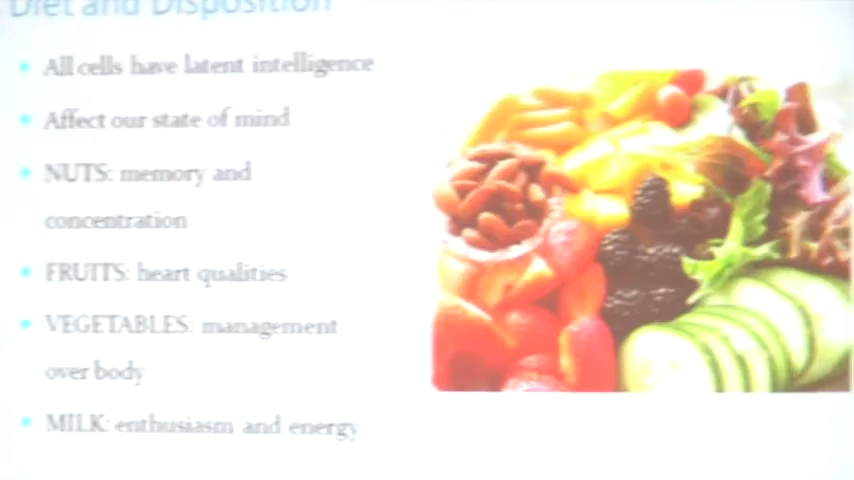 Diet and Disposition
All cells have latent intelligence
Affect our state of mind
NUTS: memory and
concentration
FRUITS: heart qualities
VEGETABLES: management
over body
MILK: enthusiasm and energy